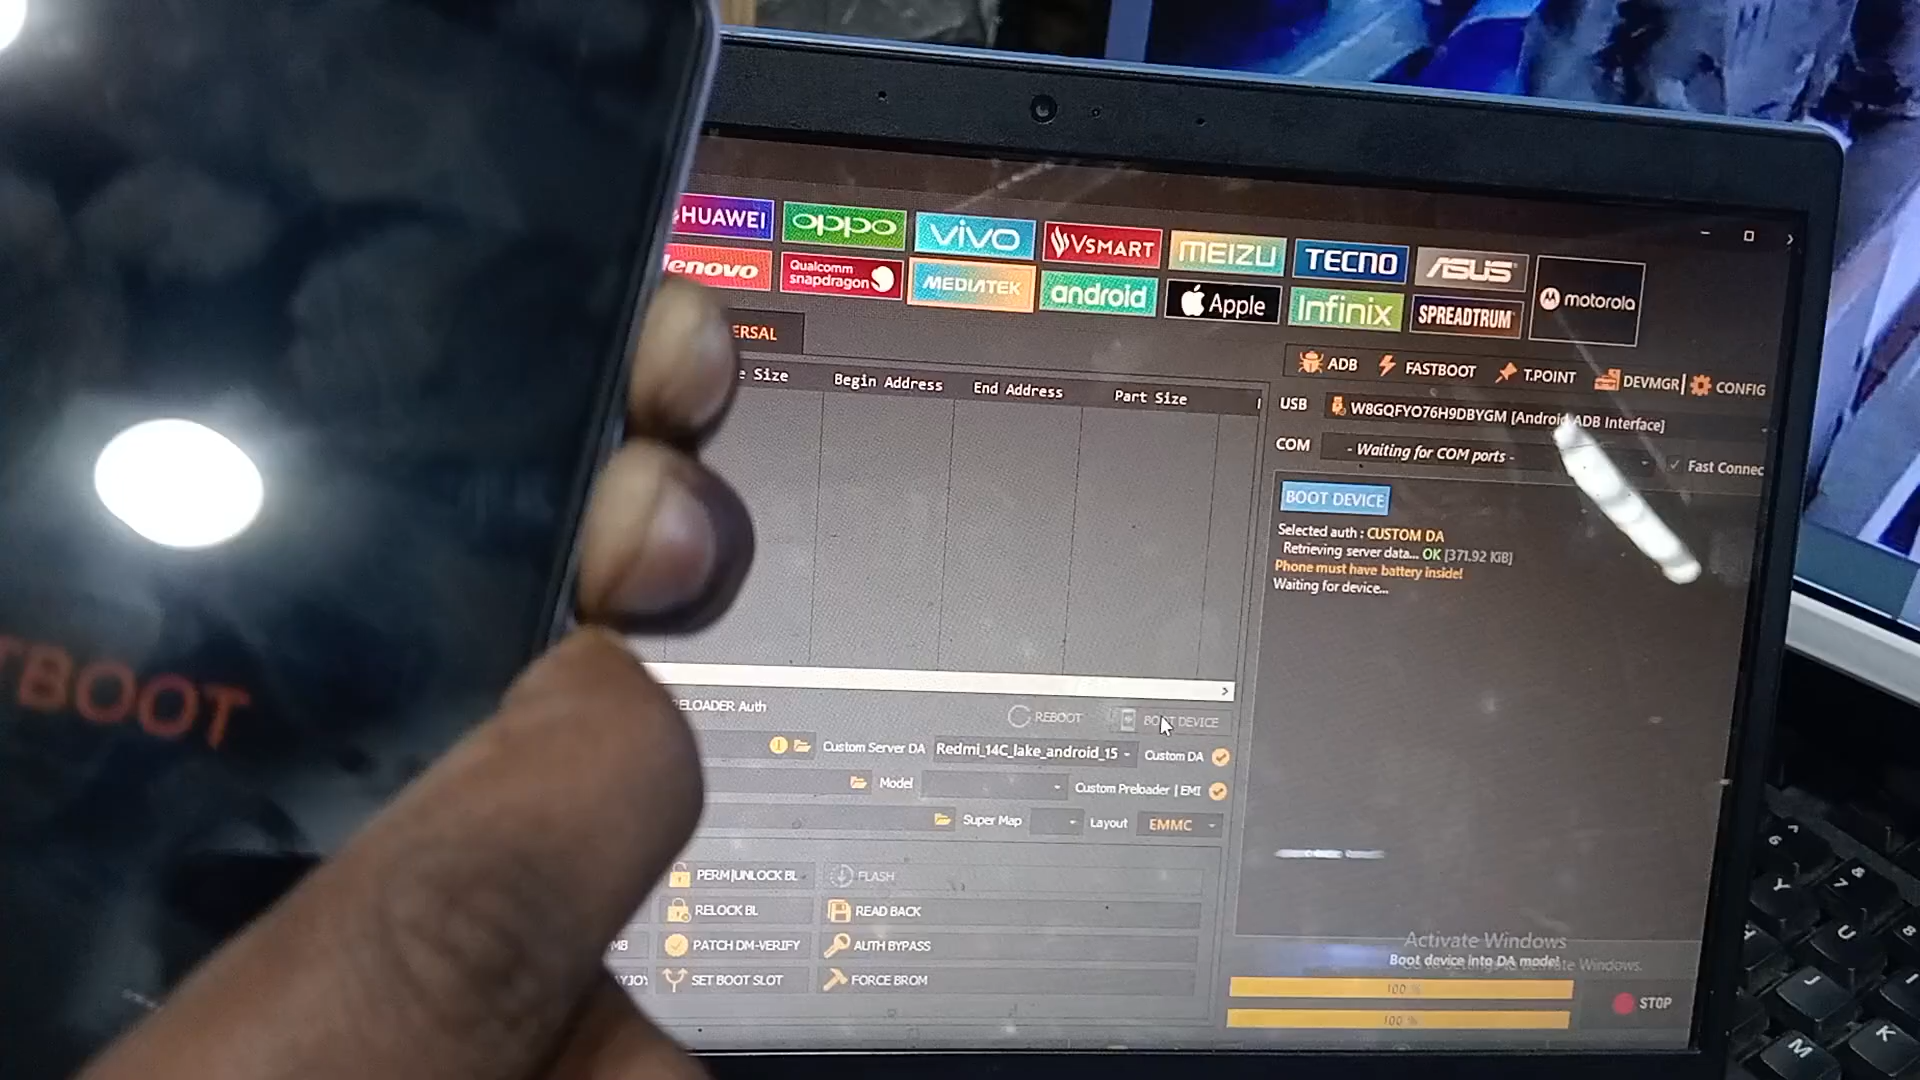 HUAWEI
oppo
vivo
VSMART
MEIZU
TECNO
ASUS
motorola
lenovo
Qualcomm
snapdragon
MEDIATEK
android
Apple
Infinix
SPREADTRUM
ERSAL
ADB
FASTBOOT
T.POINT
DEVMGR
CONFIG
e Size
Begin Address
End Address
Part Size
USB
W8GQFYO76H9DBYGM [Android ADB Interface]
COM
- Waiting for COM ports -
Fast Connec
BOOT DEVICE
Selected auth : CUSTOM DA
Retrieving server data... OK [371.92 KiB]
Phone must have battery inside!
Waiting for device...
TBOOT
ELOADER Auth
REBOOT
BOOT DEVICE
Custom Server DA
Redmi_14C_lake_android_15
Custom DA
Model
Custom Preloader | EMI
Super Map
Layout
EMMC
PERM|UNLOCK BL
FLASH
RELOCK BL
READ BACK
MB
PATCH DM-VERIFY
AUTH BYPASS
SET BOOT SLOT
FORCE BROM
Activate Windows
Boot device into DA mode!
100 %
100 %
STOP